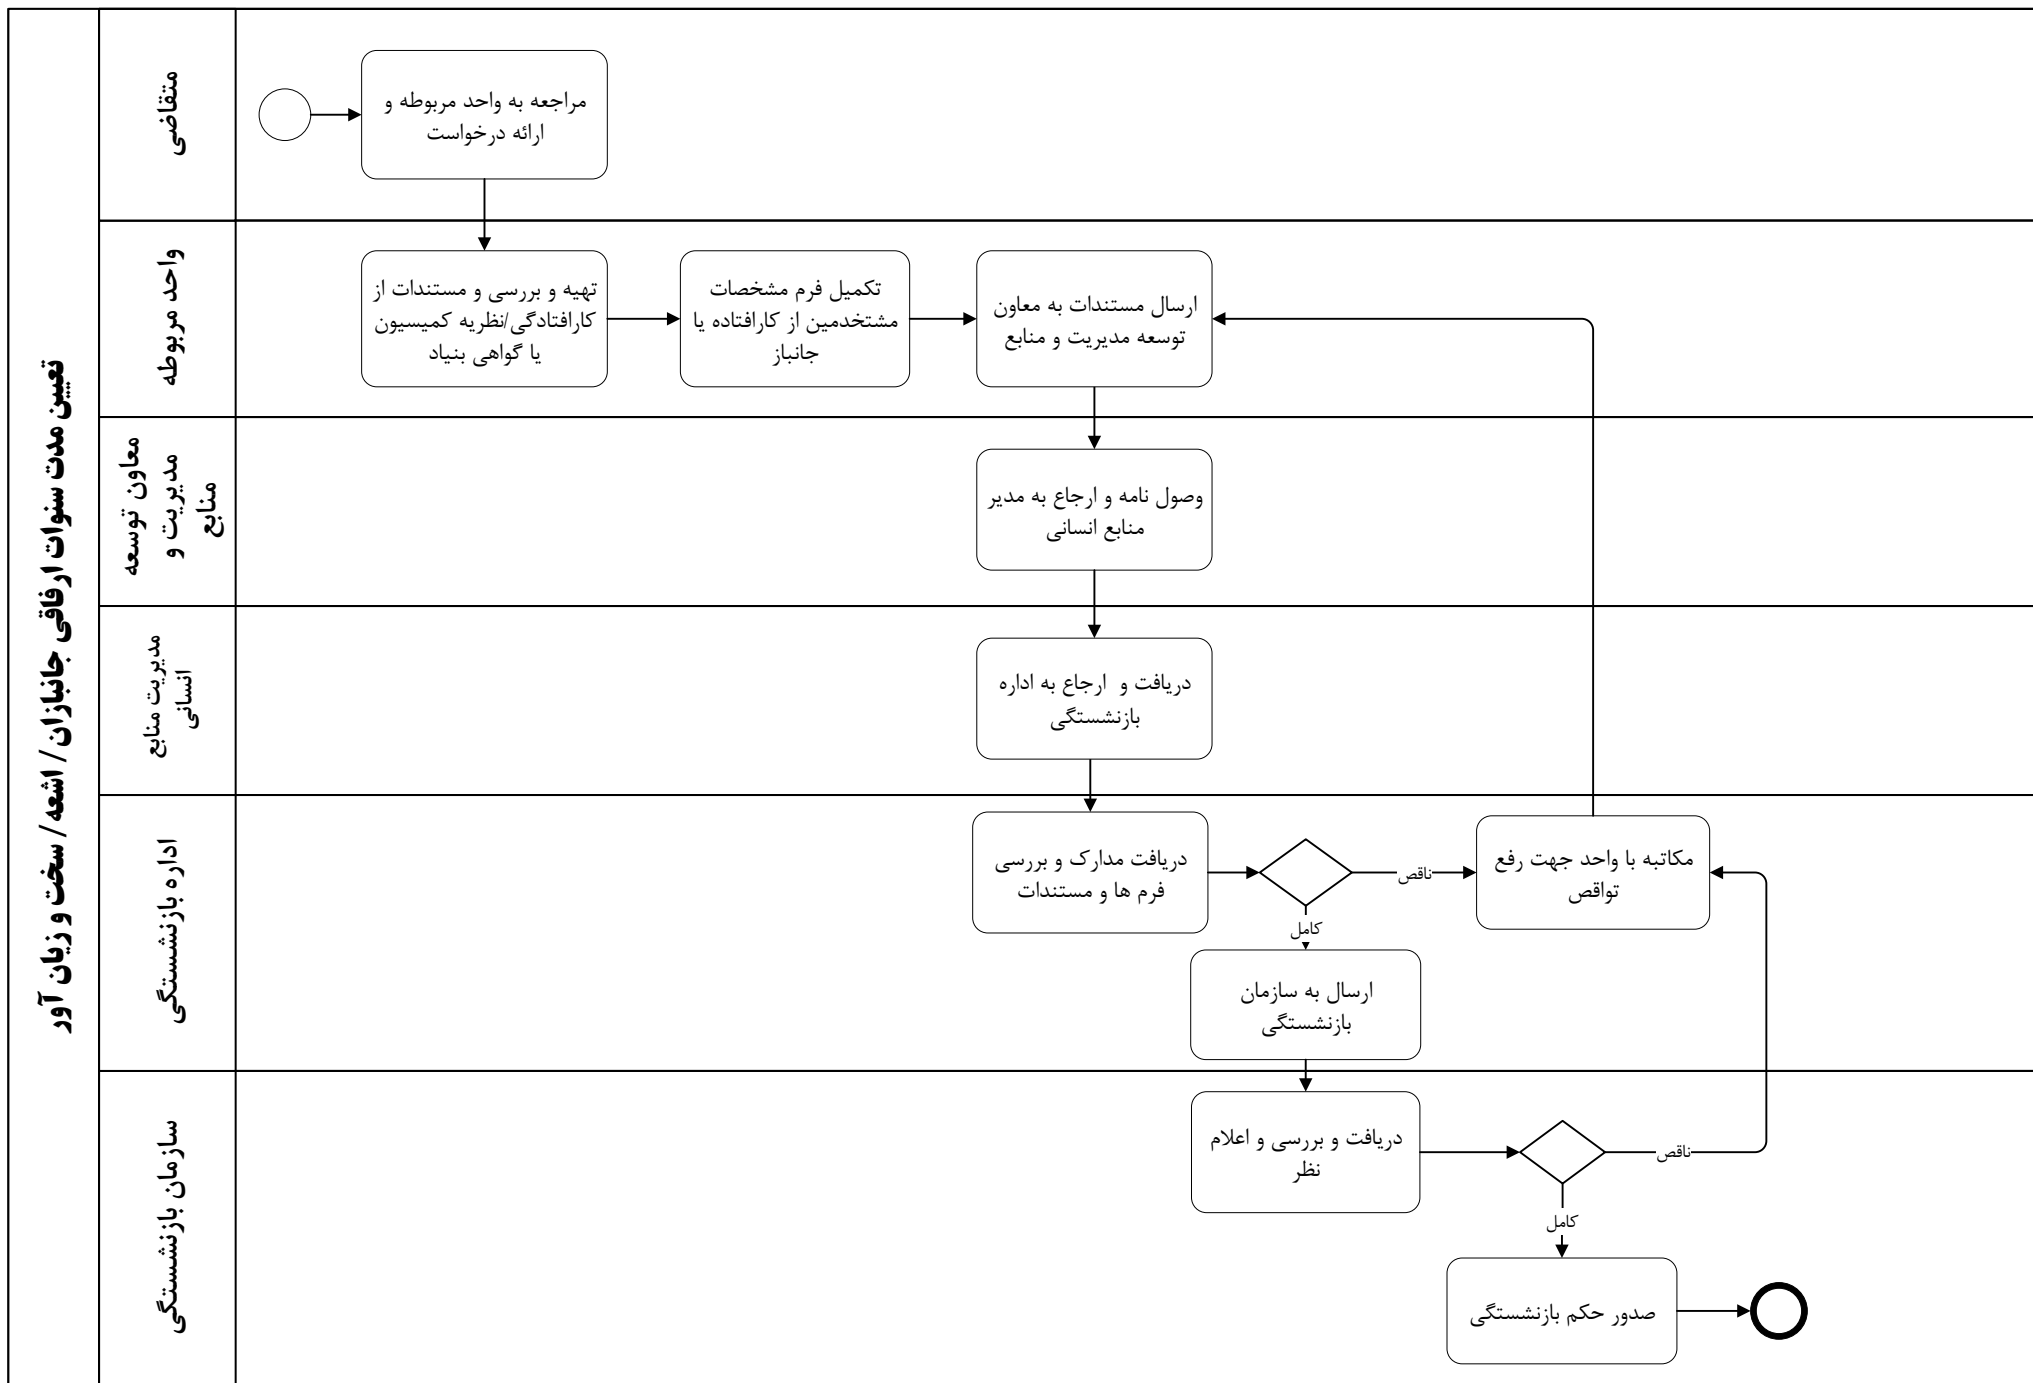 تعیین مدت سنوات ارفاقی جانبازان / اشعه / سخت و زیان آور
متقاضی
مراجعه به واحد مربوطه و
ارائه درخواست
واحد مربوطه
تهیه و بررسی و مستندات از
کارافتادگی/نظریه کمیسیون
یا گواهی بنیاد
تکمیل فرم مشخصات
مشتخدمین از کارافتاده یا
جانباز
ارسال مستندات به معاون
توسعه مدیریت و منابع
معاون توسعه
مدیریت و
منابع
وصول نامه و ارجاع به مدیر
منابع انسانی
مدیریت منابع
انسانی
دریافت و ارجاع به اداره
بازنشستگی
اداره بازنشستگی
دریافت مدارک و بررسی
فرم ها و مستندات
ناقص
مکاتبه با واحد جهت رفع
تواقص
کامل
ارسال به سازمان
بازنشستگی
سازمان بازنشستگی
دریافت و بررسی و اعلام
نظر
ناقص
کامل
صدور حکم بازنشستگی